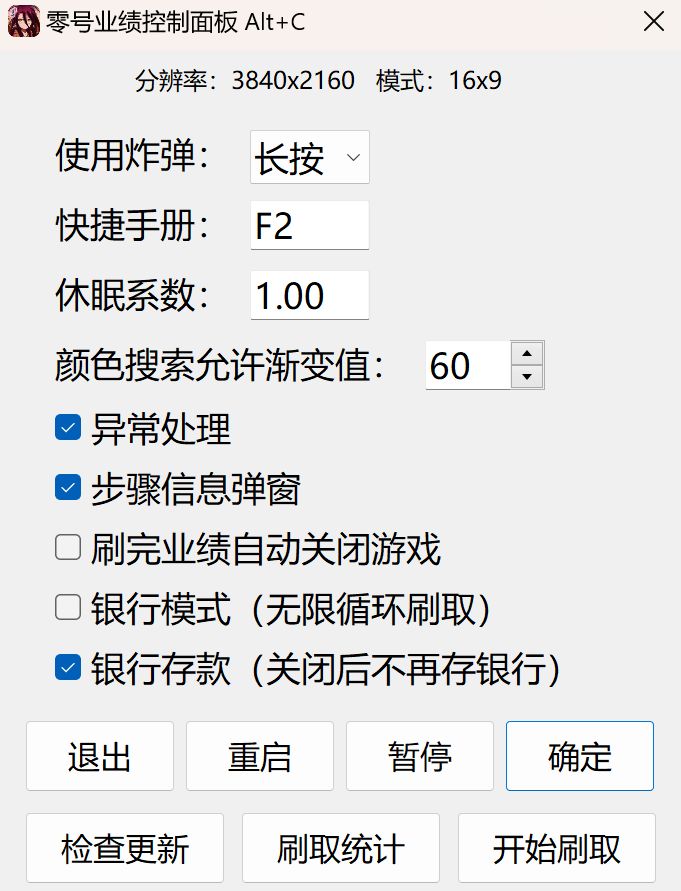 零号业绩控制面板 Alt+C
分辨率：3840x2160 模式：16x9
使用炸弹： 长按
快捷手册： F2
休眠系数： 1.00
颜色搜索允许渐变值： 60
异常处理
步骤信息弹窗
刷完业绩自动关闭游戏
银行模式（无限循环刷取）
银行存款（关闭后不再存银行）
退出 重启 暂停 确定
检查更新 刷取统计 开始刷取